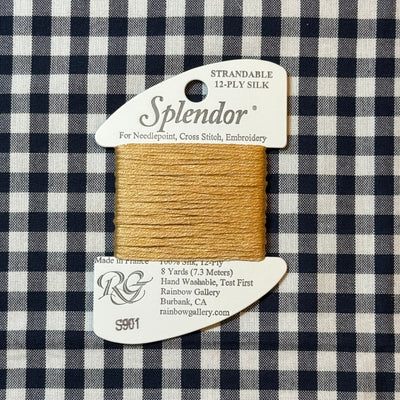 STRANDABLE
12-PLY SILK
Splendor®
For Needlepoint, Cross Stitch, Embroidery
Made in France
100% Silk, 12-Ply
8 Yards (7.3 Meters)
Hand Washable, Test First
Rainbow Gallery
Burbank, CA
rainbowgallery.com
RG
S901